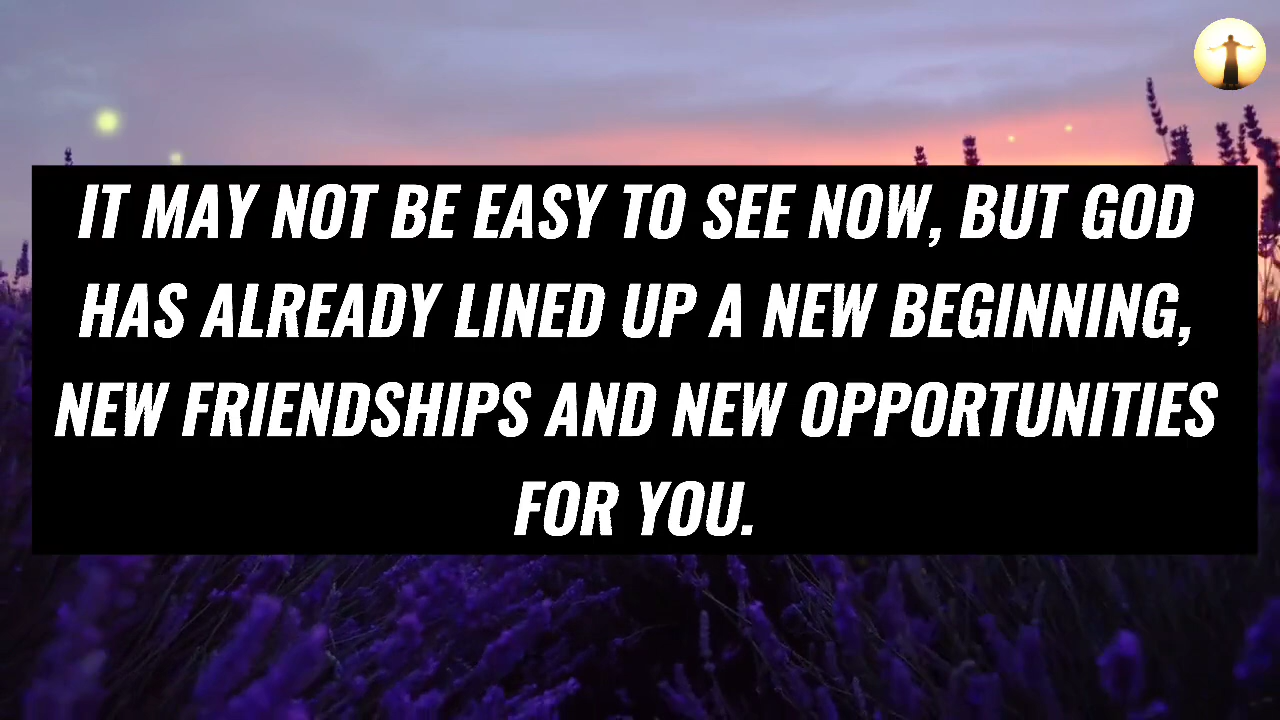 IT MAY NOT BE EASY TO SEE NOW, BUT GOD
HAS ALREADY LINED UP A NEW BEGINNING,
NEW FRIENDSHIPS AND NEW OPPORTUNITIES
FOR YOU.